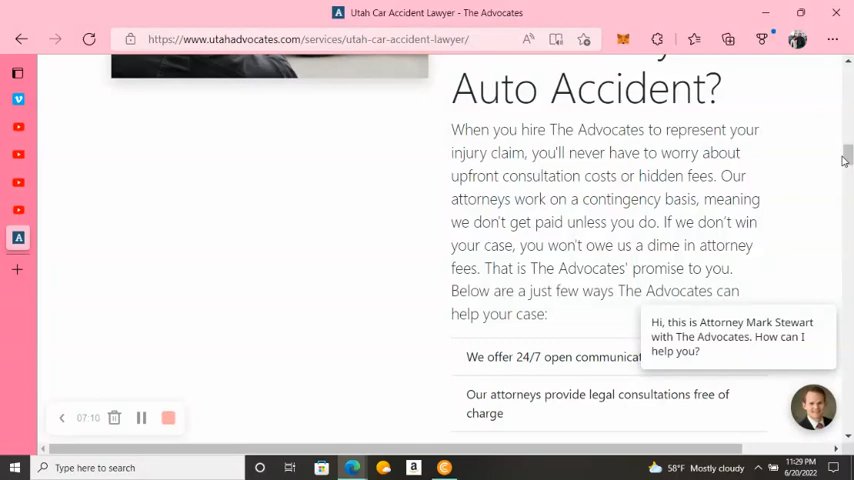 Utah Car Accident Lawyer - The Advocates
https://www.utahadvocates.com/services/utah-car-accident-lawyer/
Auto Accident?
When you hire The Advocates to represent your
injury claim, you'll never have to worry about
upfront consultation costs or hidden fees. Our
attorneys work on a contingency basis, meaning
we don't get paid unless you do. If we don't win
your case, you won't owe us a dime in attorney
fees. That is The Advocates' promise to you.
Below are a just few ways The Advocates can
help your case:
We offer 24/7 open communicat
Our attorneys provide legal consultations free of
charge
Hi, this is Attorney Mark Stewart
with The Advocates. How can I
help you?
07:10
Type here to search
58°F Mostly cloudy
11:29 PM
6/20/2022